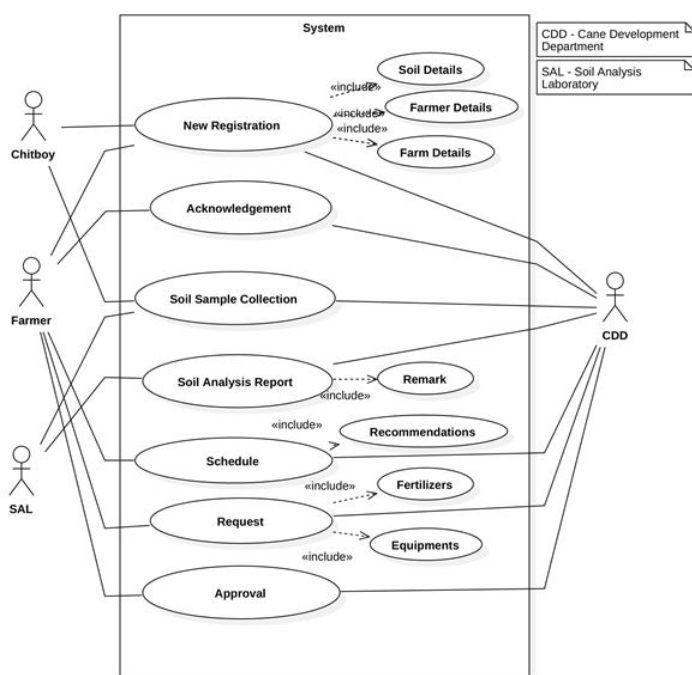 System
CDD - Cane Development
Department
SAL - Soil Analysis
Laboratory
Soil Details
«include»
Farmer Details
«include»
«include»
New Registration
Farm Details
Chitboy
Acknowledgement
Soil Sample Collection
Farmer
CDD
Soil Analysis Report
Remark
«include»
«include»
Recommendations
Schedule
SAL
«include»
Fertilizers
Request
Equipments
«include»
Approval